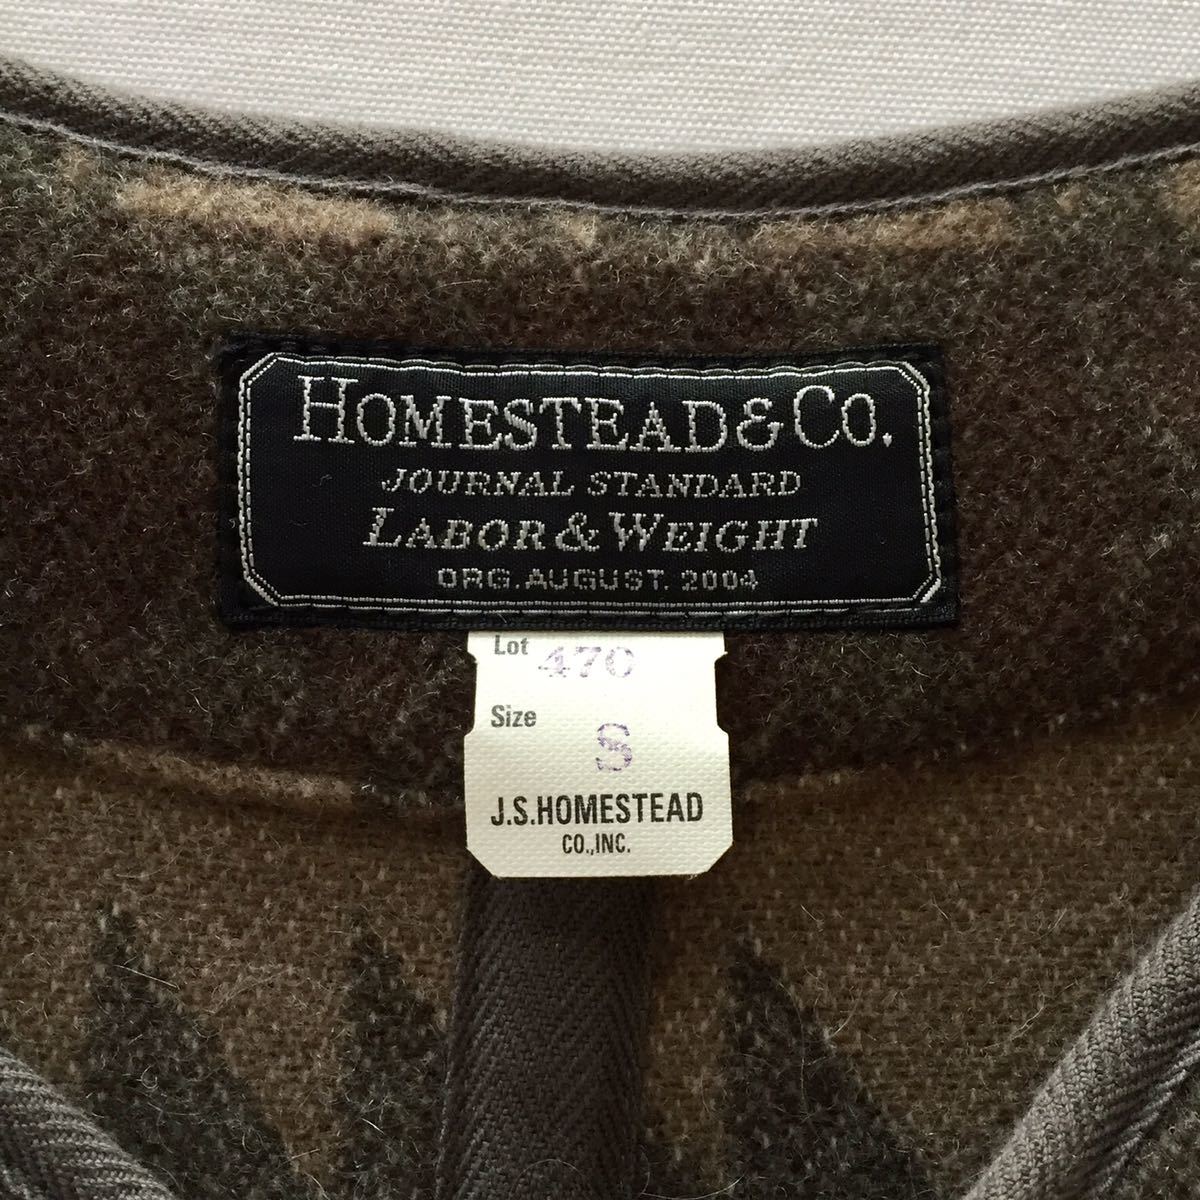 HOMESTEAD & CO.
JOURNAL STANDARD
LABOR & WEIGHT
ORG. AUGUST. 2004
Lot 470
Size S
J.S.HOMESTEAD
CO.,INC.